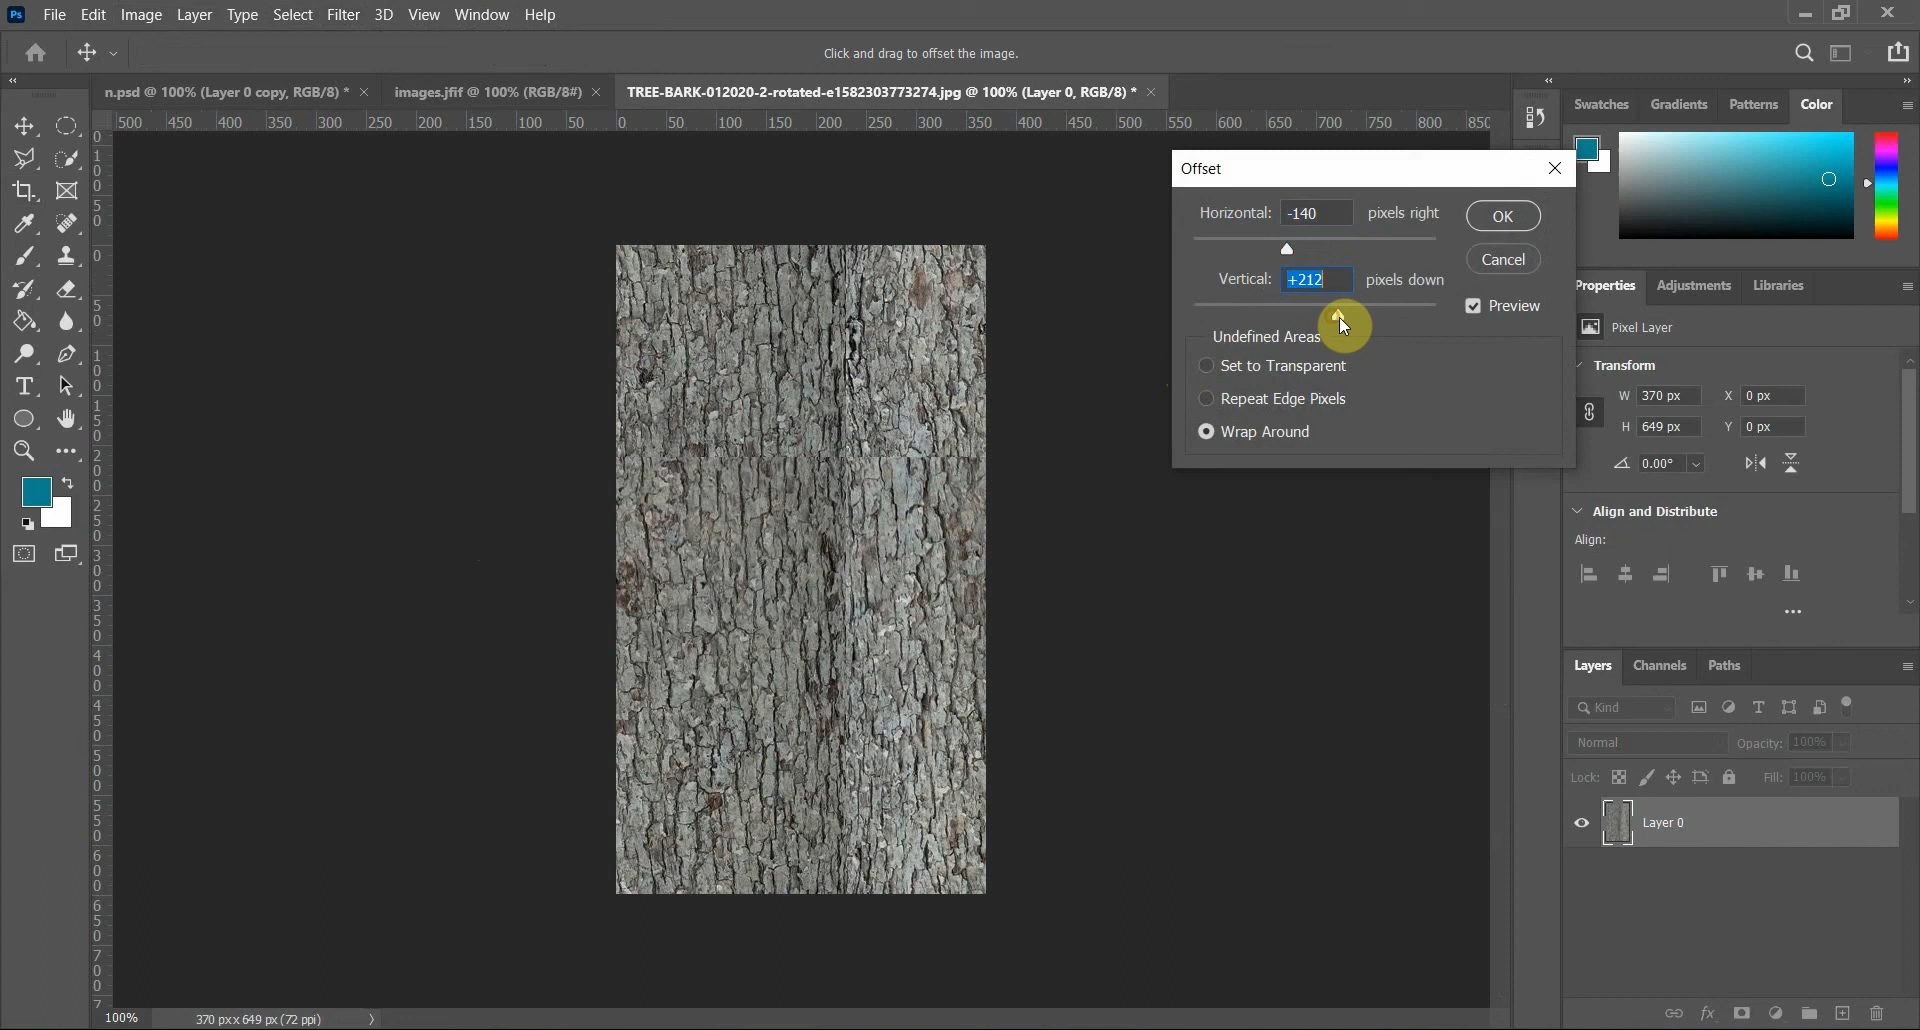 Ps File Edit Image Layer Type Select Filter 3D View Window Help
Click and drag to offset the image.
n.psd @ 100% (Layer 0 copy, RGB/8) *
images.jfif @ 100% (RGB/8#)
TREE-BARK-012020-2-rotated-e1582303773274.jpg @ 100% (Layer 0, RGB/8) *
500 450 400 350 300 250 200 150 100 50 0 50 100 150 200 250 300 350 400 450 500 550 600 650 700 750 800 850
Swatches Gradients Patterns Color
Offset
Horizontal: -140 pixels right
OK
Vertical: +212 pixels down
Cancel
Preview
Undefined Areas
Set to Transparent
Repeat Edge Pixels
Wrap Around
Properties Adjustments Libraries
Pixel Layer
Transform
W 370 px X 0 px
H 649 px Y 0 px
0.00°
Align and Distribute
Align:
Layers Channels Paths
Kind
Normal Opacity: 100%
Lock: Fill: 100%
Layer 0
100% 370 px x 649 px (72 ppi)